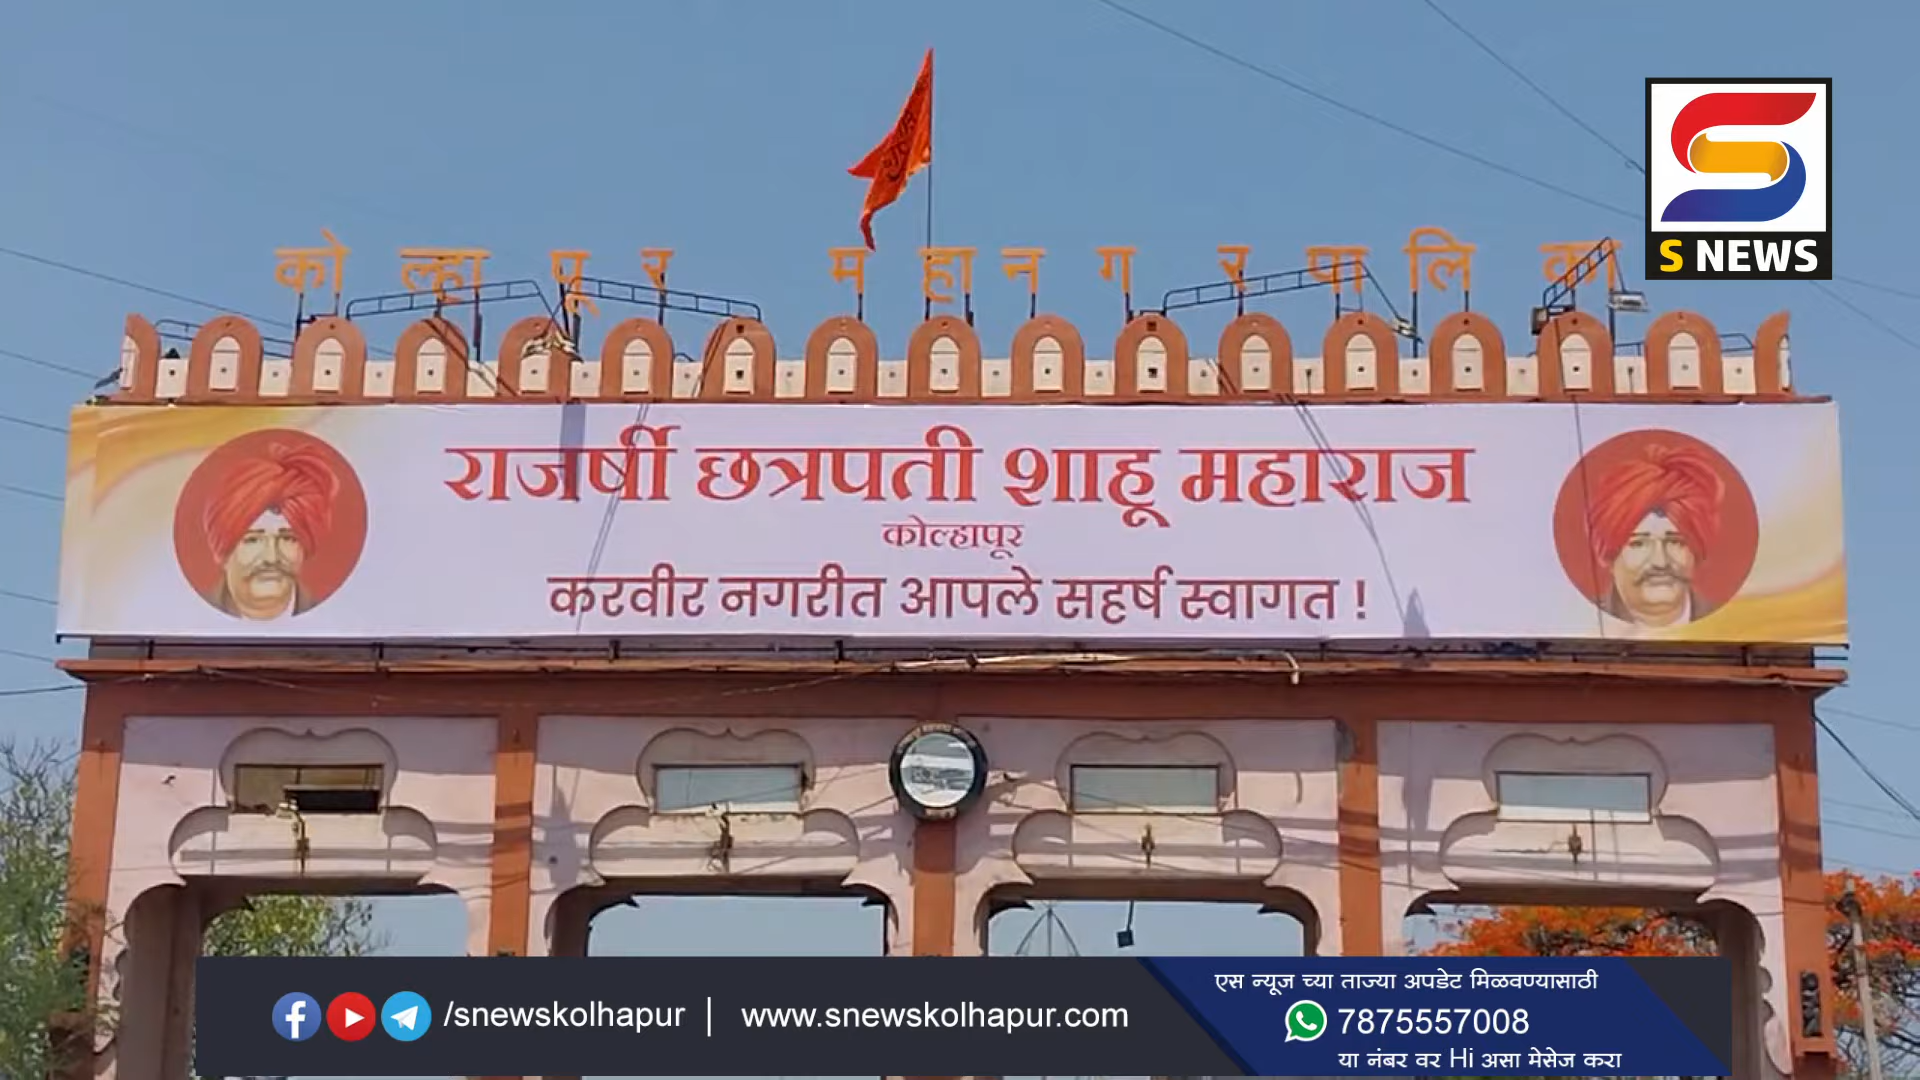 कोल्हापूर महानगरपालिका
S NEWS
राजर्षी छत्रपती शाहू महाराज
कोल्हापूर
करवीर नगरीत आपले सहर्ष स्वागत !
/snewskolhapur | www.snewskolhapur.com
एस न्यूज च्या ताज्या अपडेट मिळवण्यासाठी
7875557008
या नंबर वर Hi असा मेसेज करा